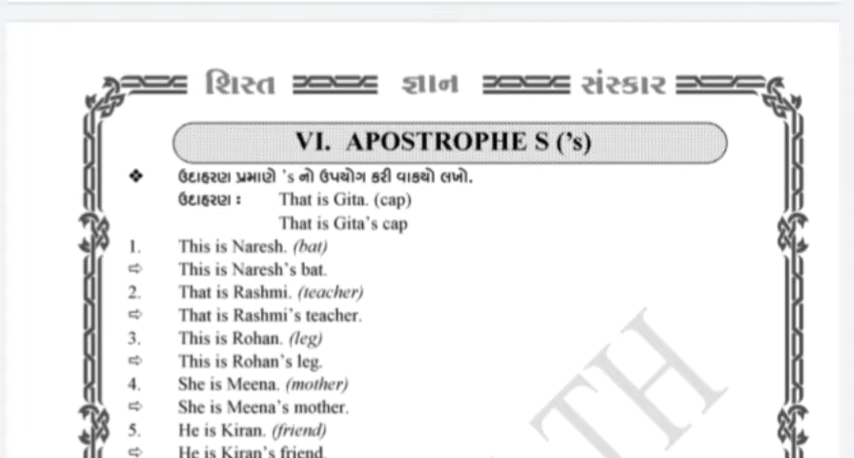 શિસ્ત જ્ઞાન સંસ્કાર
VI. APOSTROPHE S ('s)
❖ ઉદાહરણ પ્રમાણે 's નો ઉપયોગ કરી વાક્યો લખો.
ઉદાહરણ : That is Gita. (cap)
That is Gita's cap
1. This is Naresh. (bat)
⇨ This is Naresh's bat.
2. That is Rashmi. (teacher)
⇨ That is Rashmi's teacher.
3. This is Rohan. (leg)
⇨ This is Rohan's leg.
4. She is Meena. (mother)
⇨ She is Meena's mother.
5. He is Kiran. (friend)
⇨ He is Kiran's friend.
TH